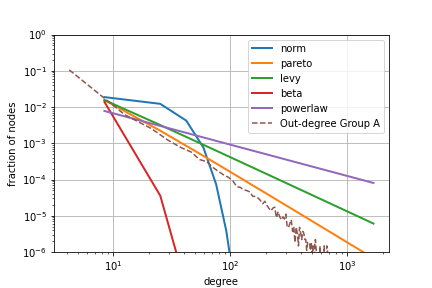 10⁰
10⁻¹
10⁻²
10⁻³
10⁻⁴
10⁻⁵
10⁻⁶
fraction of nodes
norm
pareto
levy
beta
powerlaw
Out-degree Group A
10¹ 10² 10³
degree